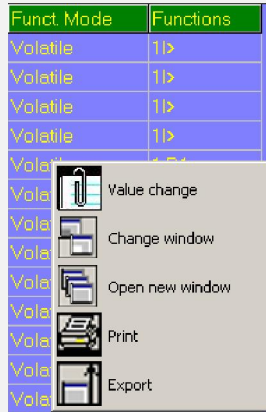 Funct. Mode Functions
Volatile 1I>
Volatile 1I>
Volatile 1I>
Volatile 1I>
Value change
Change window
Open new window
Print
Export